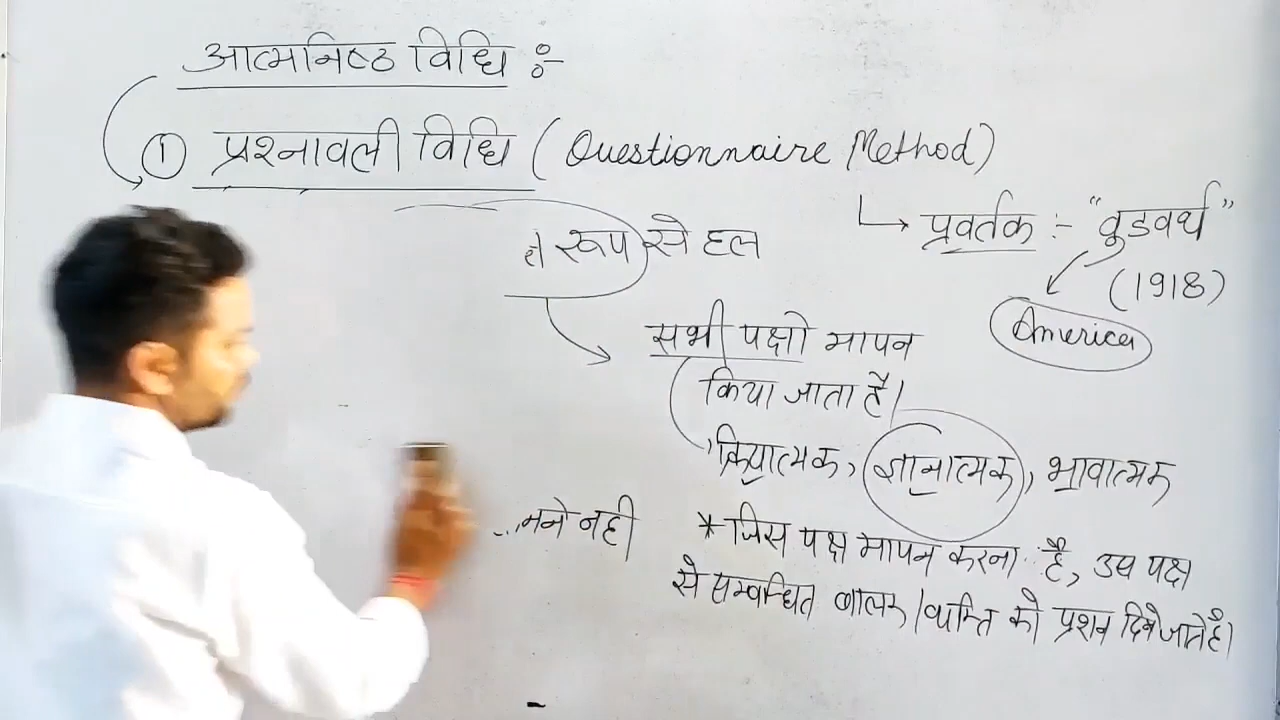 आत्मनिष्ठ विधि :-
① प्रश्नावली विधि (Questionnaire Method)
↳ प्रवर्तक :- "वुडवर्थ"
(1918)
America
रूप से हल
सभी पक्षो मापन
किया जाता है।
क्रियात्मक, ज्ञानात्मक, भावात्मक
नही
* जिस पक्ष मापन करना है, उस पक्ष
से सम्बन्धित बालक / व्यक्ति को प्रशन दिये जाते है।